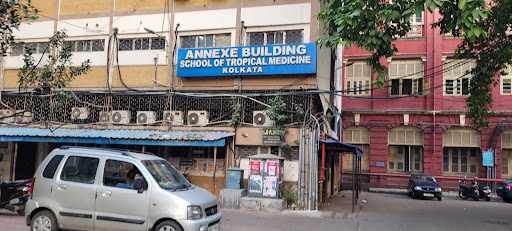 ANNEXE BUILDING
SCHOOL OF TROPICAL MEDICINE
KOLKATA